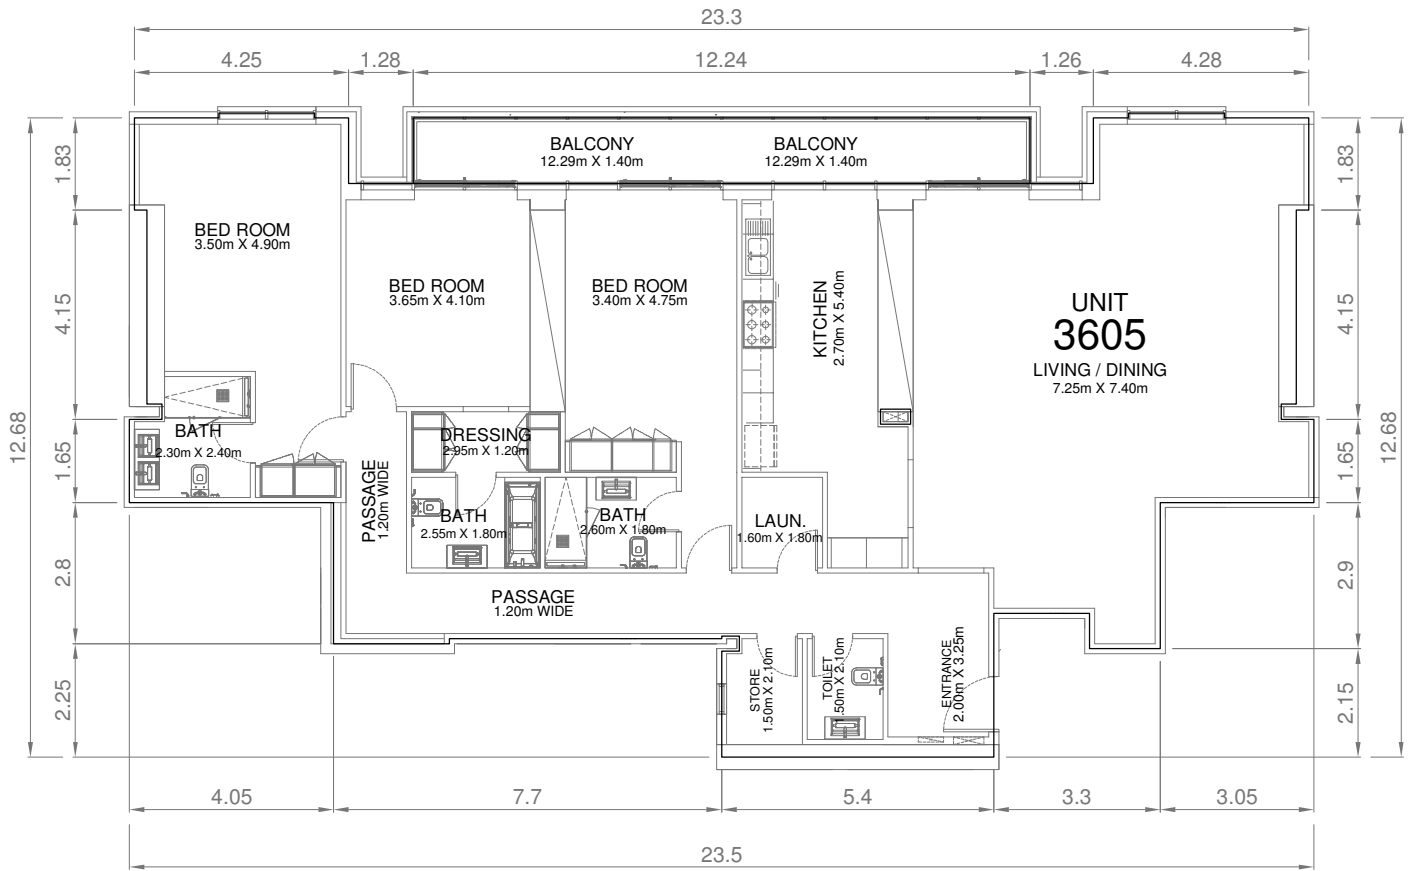 23.3
4.25
1.28
12.24
1.26
4.28
BALCONY
12.29m X 1.40m
BALCONY
12.29m X 1.40m
1.83
1.83
BED ROOM
3.50m X 4.90m
BED ROOM
3.65m X 4.10m
BED ROOM
3.40m X 4.75m
KITCHEN
2.70m X 5.40m
UNIT
3605
LIVING / DINING
7.25m X 7.40m
4.15
4.15
12.68
12.68
BATH
2.30m X 2.40m
DRESSING
2.95m X 1.20m
1.65
1.65
PASSAGE
1.20m WIDE
BATH
2.55m X 1.80m
BATH
2.60m X 1.80m
LAUN.
1.60m X 1.80m
2.8
2.9
PASSAGE
1.20m WIDE
STORE
1.50m X 2.10m
TOILET
1.50m X 2.10m
ENTRANCE
2.00m X 3.25m
2.25
2.15
4.05
7.7
5.4
3.3
3.05
23.5